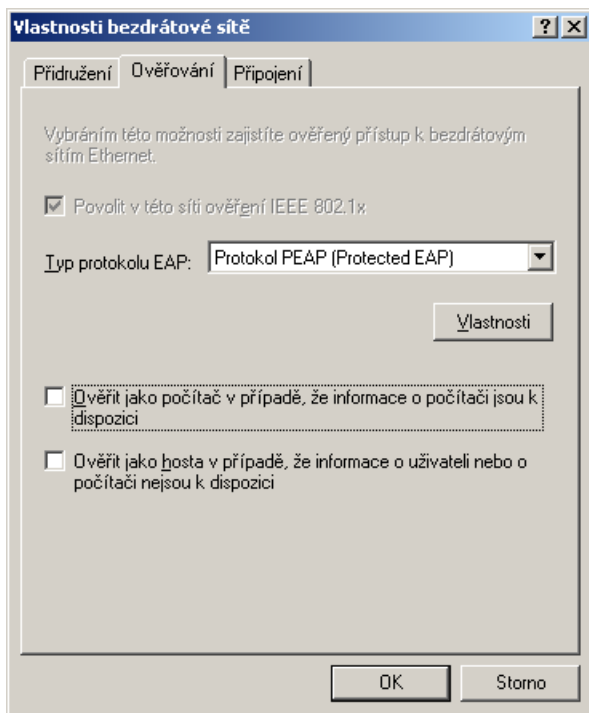 Vlastnosti bezdrátové sítě
Přidružení Ověřování Připojení
Vybráním této možnosti zajistíte ověřený přístup k bezdrátovým
sítím Ethernet.
Povolit v této síti ověření IEEE 802.1x
Typ protokolu EAP: Protokol PEAP (Protected EAP)
Vlastnosti
Ověřit jako počítač v případě, že informace o počítači jsou k
dispozici
Ověřit jako hosta v případě, že informace o uživateli nebo o
počítači nejsou k dispozici
OK Storno